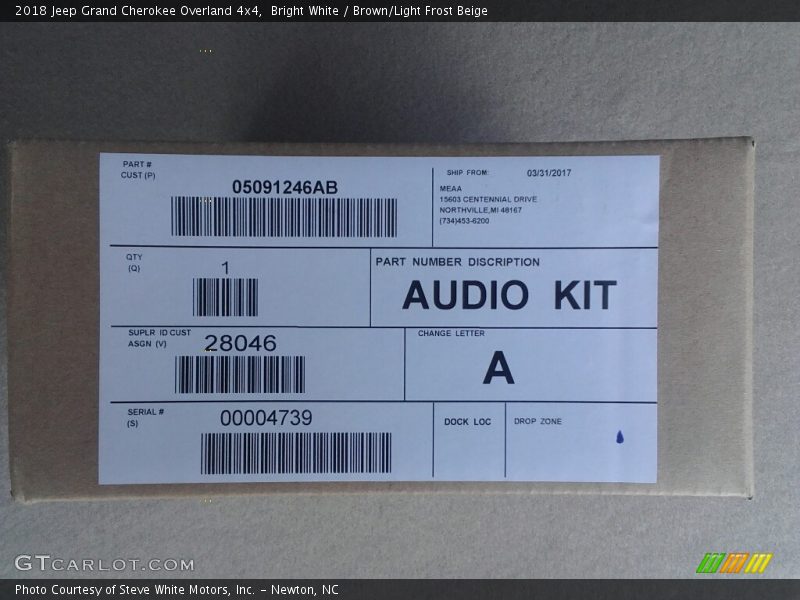 2018 Jeep Grand Cherokee Overland 4x4,  Bright White / Brown/Light Frost Beige
PART #
CUST (P)
05091246AB
SHIP FROM:
03/31/2017
MEAA
15603 CENTENNIAL DRIVE
NORTHVILLE,MI 48167
(734)453-6200
QTY
(Q)
1
PART NUMBER DISCRIPTION
AUDIO KIT
SUPLR ID CUST
ASGN (V)
28046
CHANGE LETTER
A
SERIAL #
(S)
00004739
DOCK LOC
DROP ZONE
GTCARLOT.COM
Photo Courtesy of Steve White Motors, Inc. – Newton, NC